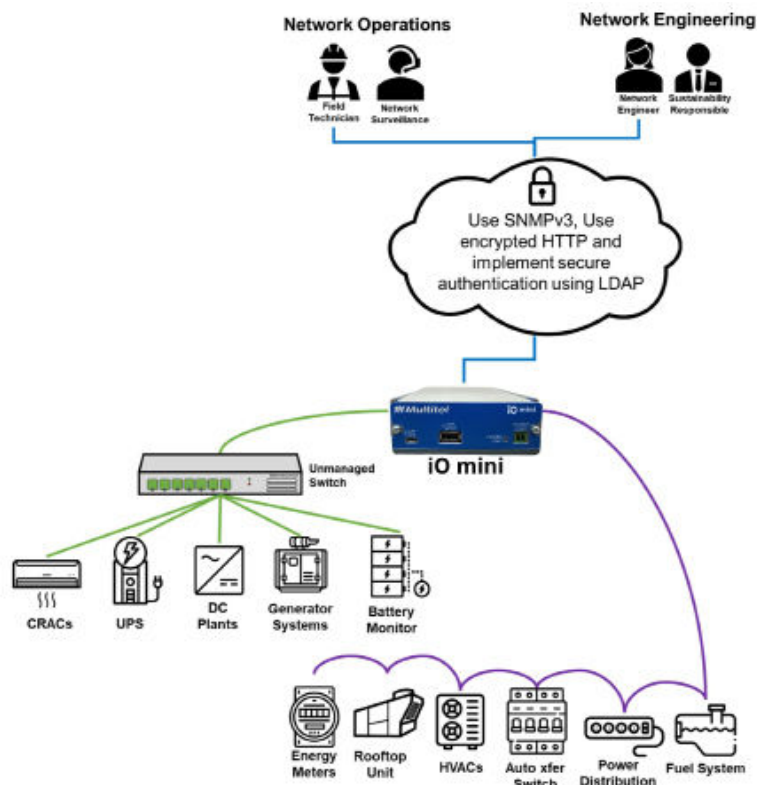 Network Operations
Network Engineering
Field
Technician
Network
Surveillance
Network
Engineer
Sustainability
Responsible
Use SNMPv3, Use
encrypted HTTP and
implement secure
authentication using LDAP
Multitel
iO mini
iO mini
Unmanaged
Switch
CRACs
UPS
DC
Plants
Generator
Systems
Battery
Monitor
Energy
Meters
Rooftop
Unit
HVACs
Auto xfer
Switch
Power
Distribution
Fuel System